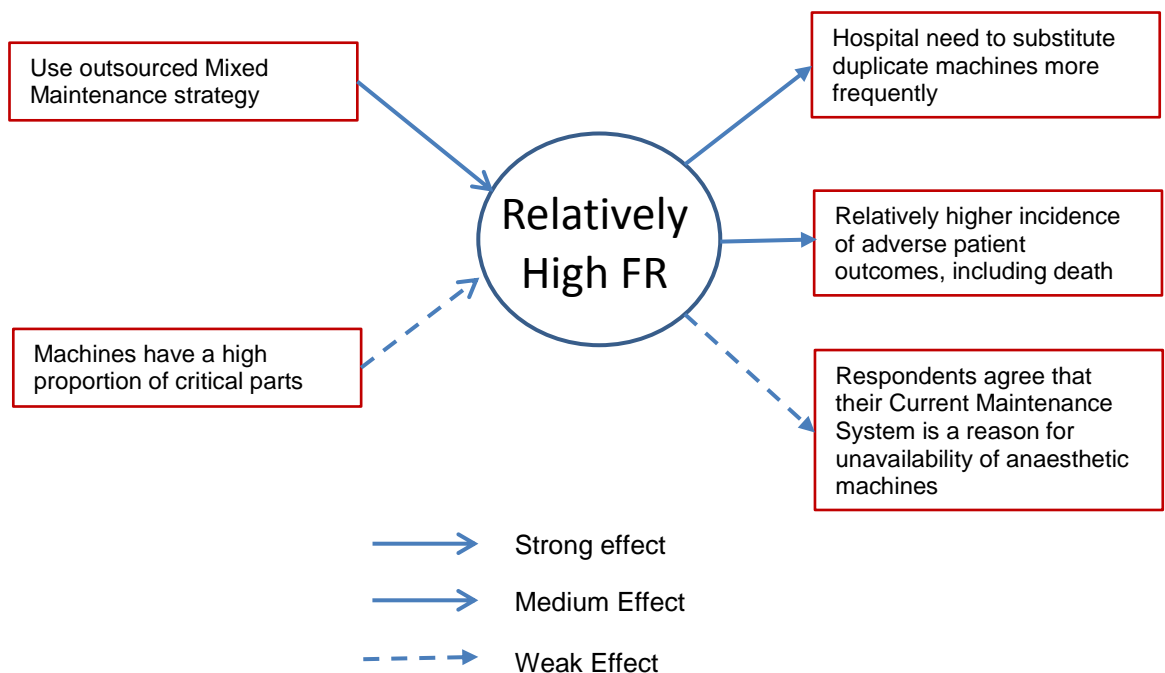 Use outsourced Mixed
Maintenance strategy
Machines have a high
proportion of critical parts
Relatively
High FR
Hospital need to substitute
duplicate machines more
frequently
Relatively higher incidence
of adverse patient
outcomes, including death
Respondents agree that
their Current Maintenance
System is a reason for
unavailability of anaesthetic
machines
Strong effect
Medium Effect
Weak Effect